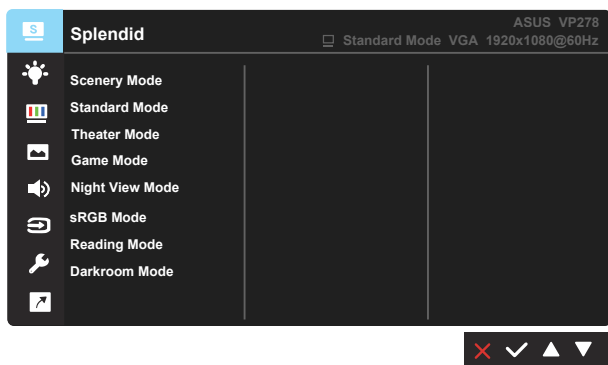 S
Splendid
ASUS VP278
Standard Mode VGA 1920x1080@60Hz
Scenery Mode
Standard Mode
Theater Mode
Game Mode
Night View Mode
sRGB Mode
Reading Mode
Darkroom Mode